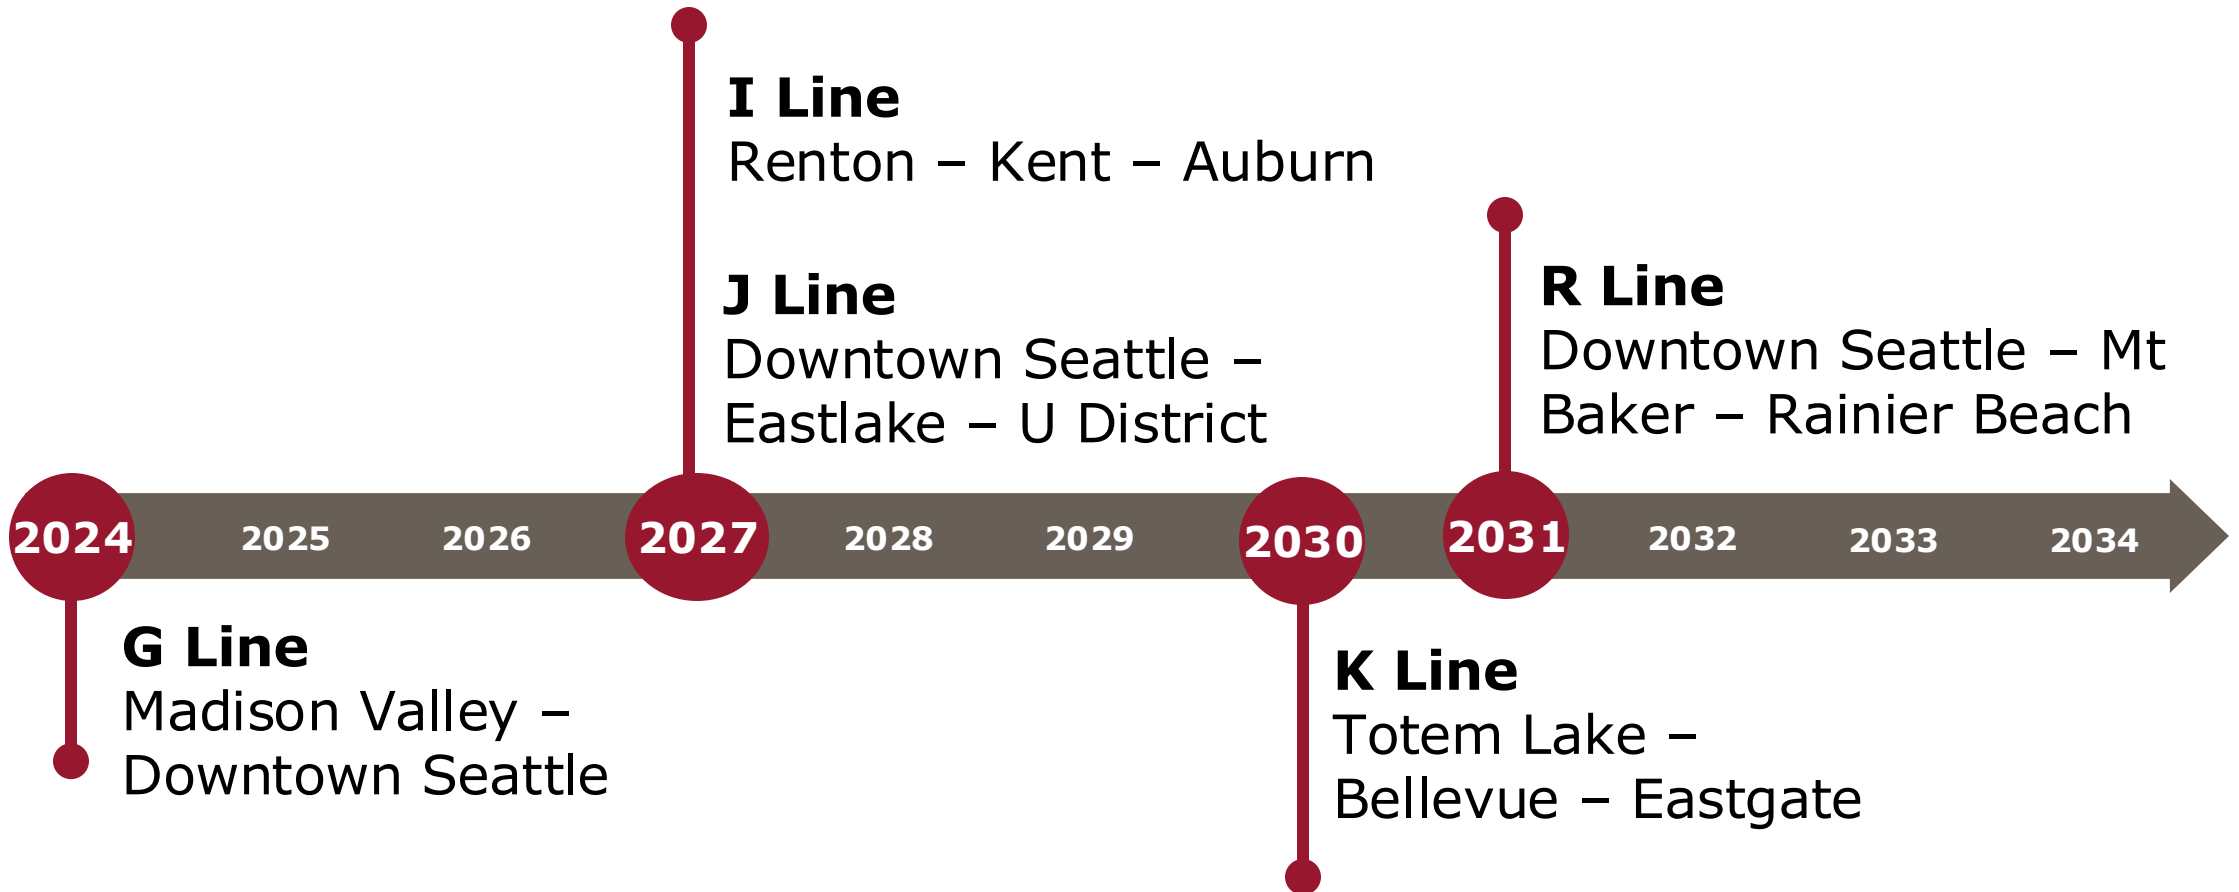 I Line
Renton – Kent – Auburn
J Line
Downtown Seattle –
Eastlake – U District
R Line
Downtown Seattle – Mt
Baker – Rainier Beach
2024 2025 2026 2027 2028 2029 2030 2031 2032 2033 2034
G Line
Madison Valley –
Downtown Seattle
K Line
Totem Lake –
Bellevue – Eastgate